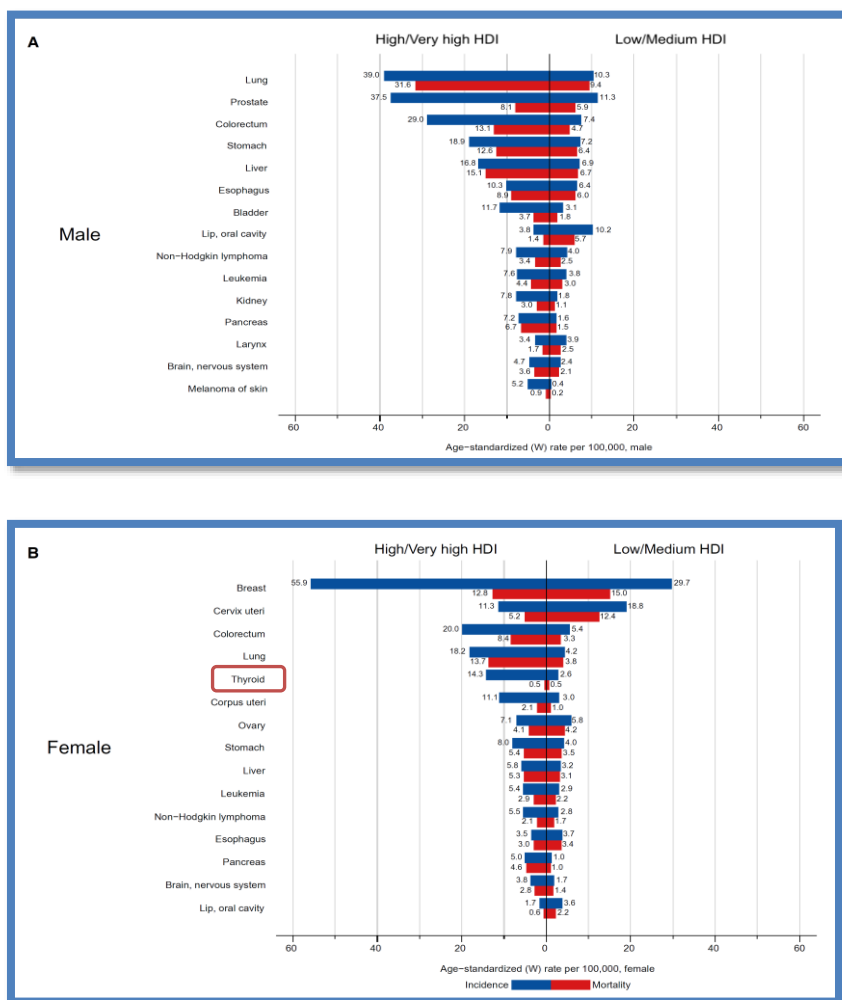 A
High/Very high HDI
Low/Medium HDI
Male
Lung 39.0 10.3
31.6 9.4
Prostate 37.5 11.3
8.1 5.9
Colorectum 29.0 7.4
13.1 4.7
Stomach 18.9 7.2
12.6 6.4
Liver 16.8 6.9
15.1 6.7
Esophagus 10.3 6.4
8.9 6.0
Bladder 11.7 3.1
3.7 1.8
Lip, oral cavity 3.8 10.2
1.4 5.7
Non−Hodgkin lymphoma 7.9 4.0
3.4 2.5
Leukemia 7.6 3.8
4.4 3.0
Kidney 7.8 1.8
3.0 1.1
Pancreas 7.2 1.6
6.7 1.5
Larynx 3.4 3.9
1.7 2.5
Brain, nervous system 4.7 2.4
3.6 2.1
Melanoma of skin 5.2 0.4
0.9 0.2
60 40 20 0 20 40 60
Age−standardized (W) rate per 100,000, male
B
High/Very high HDI
Low/Medium HDI
Female
Breast 55.9 29.7
12.8 15.0
Cervix uteri 11.3 18.8
5.2 12.4
Colorectum 20.0 5.4
8.4 3.3
Lung 18.2 4.2
13.7 3.8
Thyroid 14.3 2.6
0.5 0.5
Corpus uteri 11.1 3.0
2.1 1.0
Ovary 7.1 5.8
4.1 4.2
Stomach 8.0 4.0
5.4 3.5
Liver 5.8 3.2
5.3 3.1
Leukemia 5.4 2.9
2.9 2.2
Non−Hodgkin lymphoma 5.5 2.8
2.1 1.7
Esophagus 3.5 3.7
3.0 3.4
Pancreas 5.0 1.0
4.6 1.0
Brain, nervous system 3.8 1.7
2.8 1.4
Lip, oral cavity 1.7 3.6
0.6 2.2
60 40 20 0 20 40 60
Age−standardized (W) rate per 100,000, female
Incidence Mortality